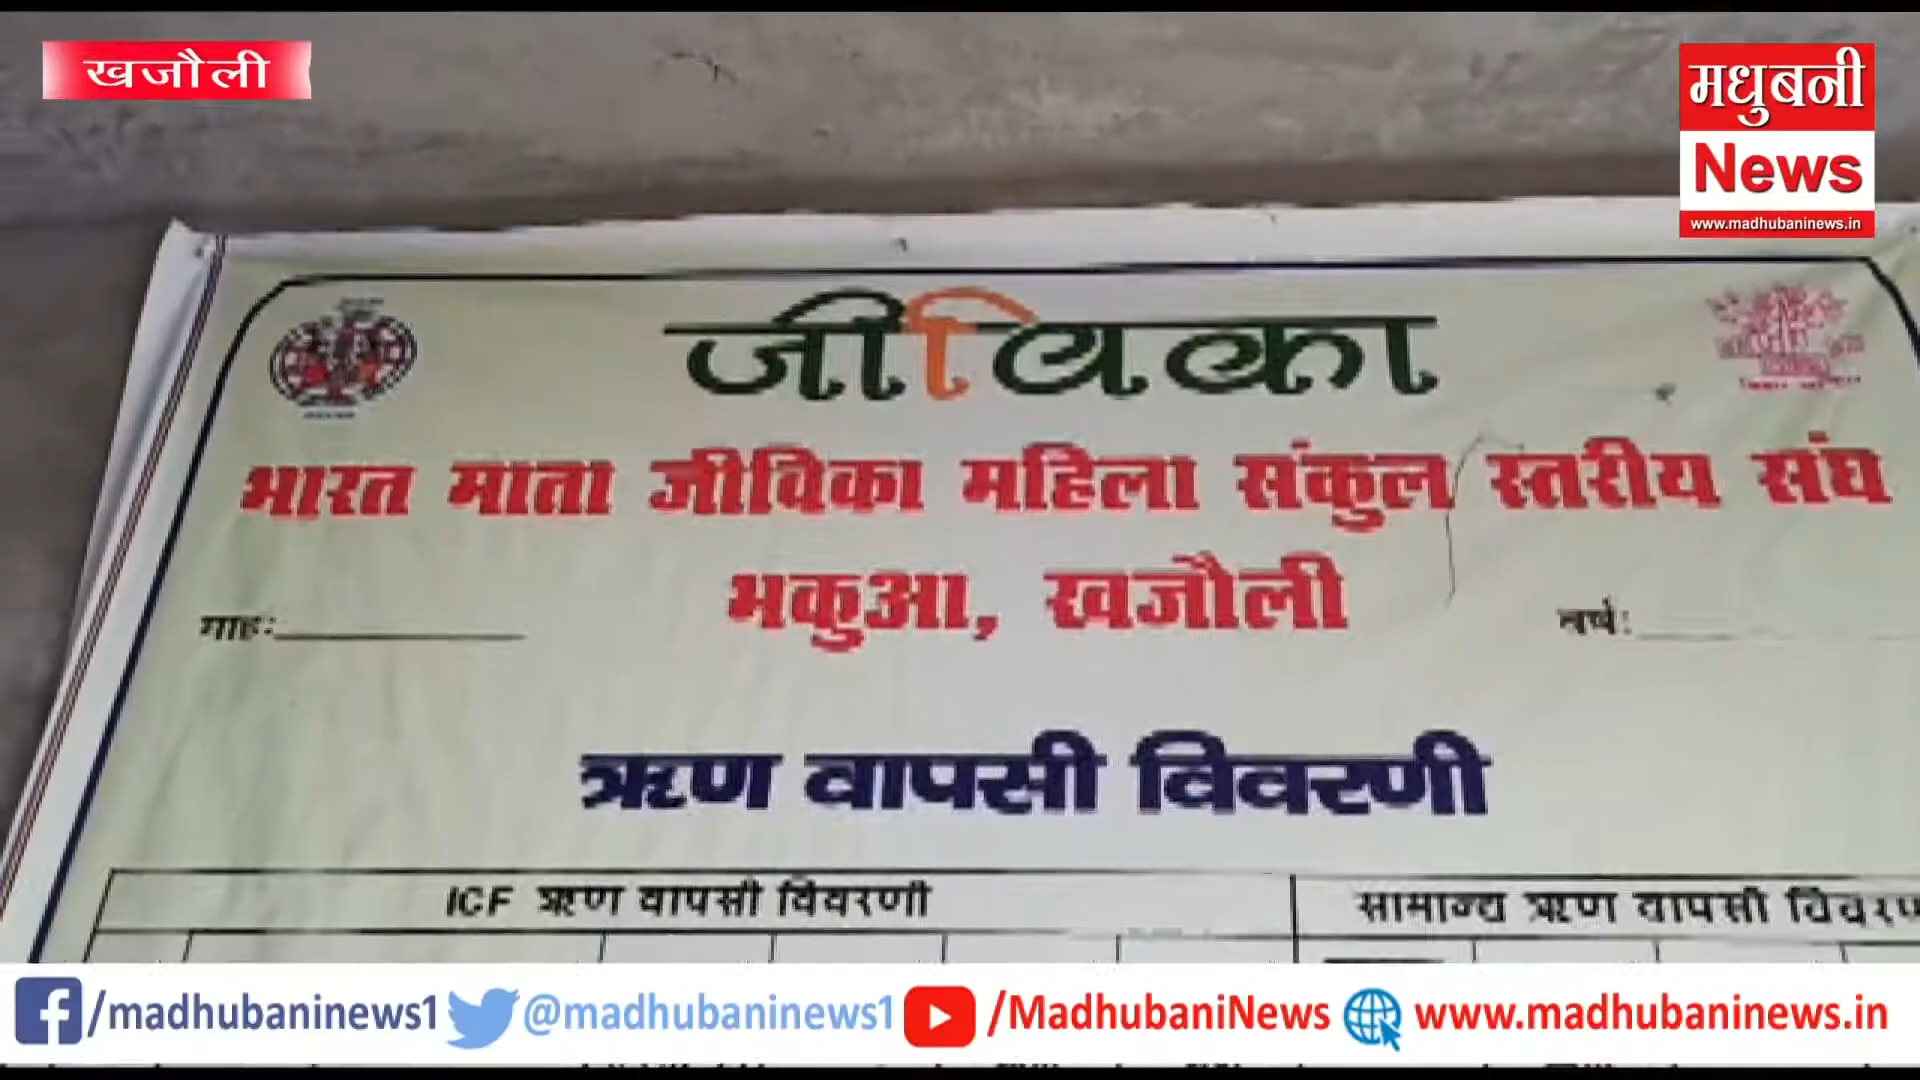 खजौली
मधुबनी
News
www.madhubaninews.in
जीविका
भारत माता जीविका महिला संकुल स्तरीय संघ
भकुआ, खजौली
माह:
वर्ष:
ऋण वापसी विवरणी
ICF ऋण वापसी विवरणी
सामान्य ऋण वापसी
/madhubaninews1 @madhubaninews1 /MadhubaniNews www.madhubaninews.in